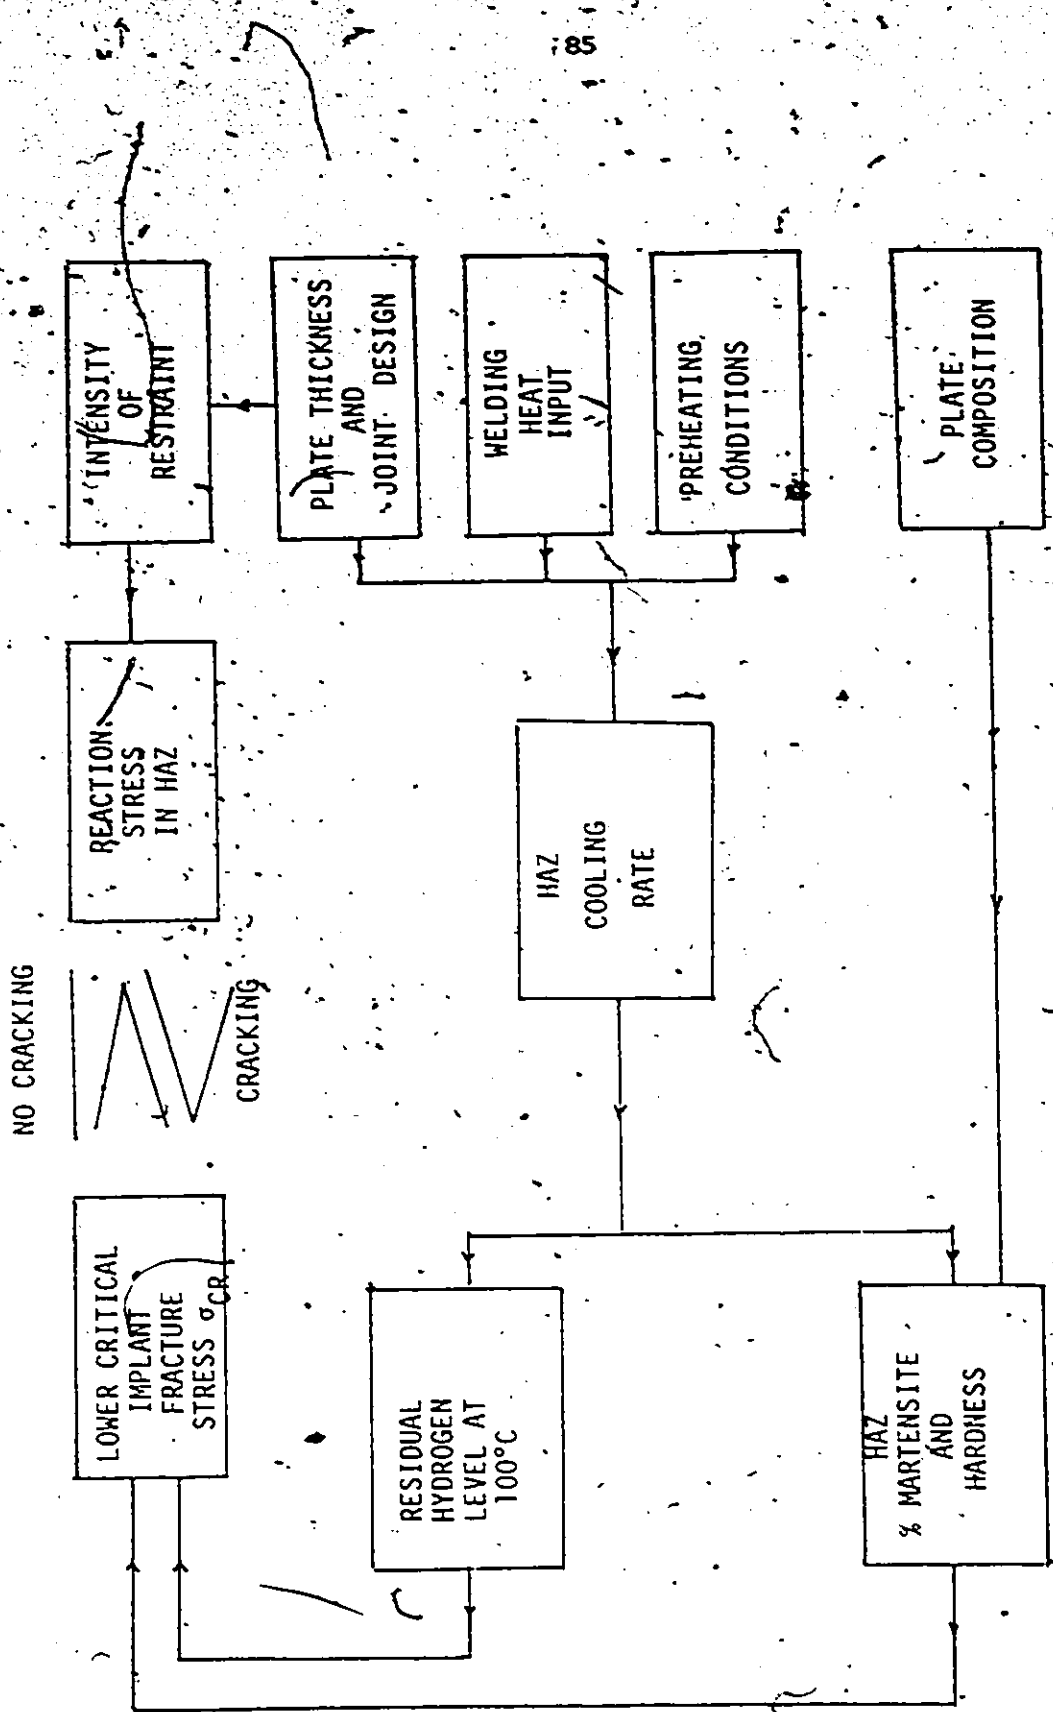 85
NO CRACKING
CRACKING
LOWER CRITICAL
IMPLANT
FRACTURE
STRESS σCR
REACTION
STRESS
IN HAZ
INTENSITY
OF
RESTRAINT
PLATE THICKNESS
AND
JOINT DESIGN
WELDING
HEAT
INPUT
PREHEATING
CONDITIONS
PLATE
COMPOSITION
HAZ
COOLING
RATE
RESIDUAL
HYDROGEN
LEVEL AT
100°C
HAZ
% MARTENSITE
AND
HARDNESS